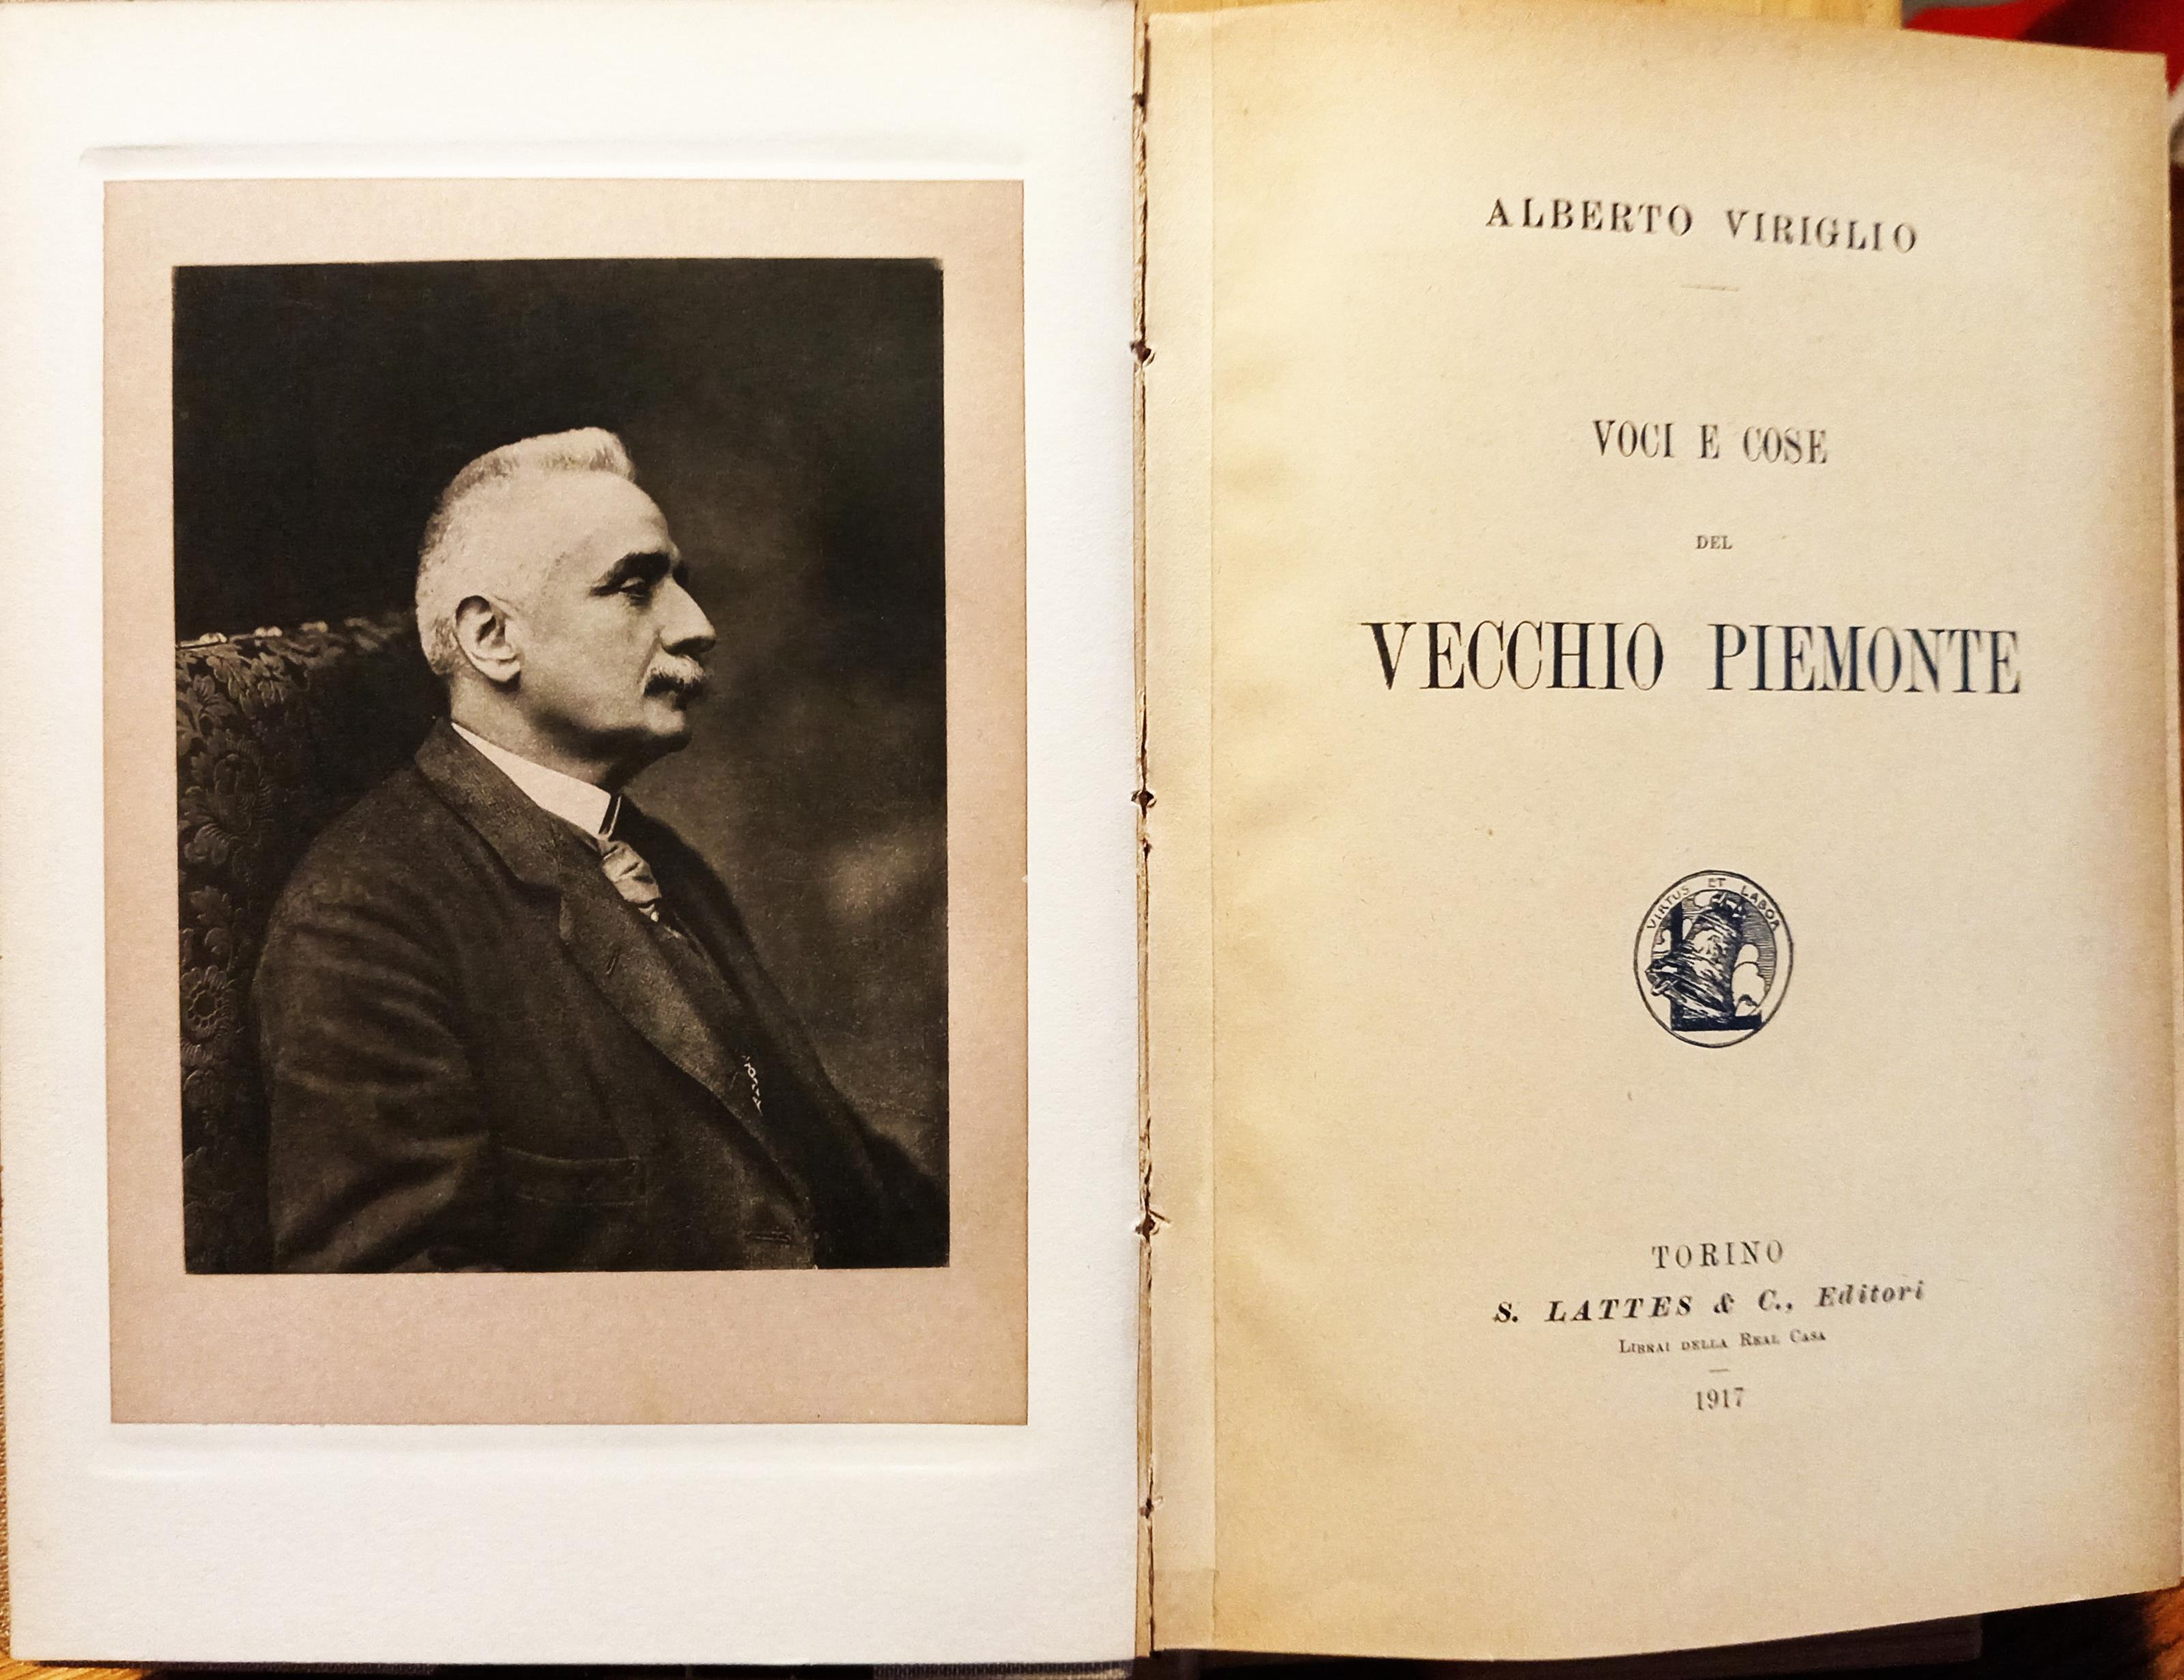 ALBERTO VIRIGLIO
VOCI E COSE
DEL
VECCHIO PIEMONTE
VIRTUS ET LABOR
TORINO
S. LATTES & C., Editori
LIBRAI DELLA REAL CASA
1917